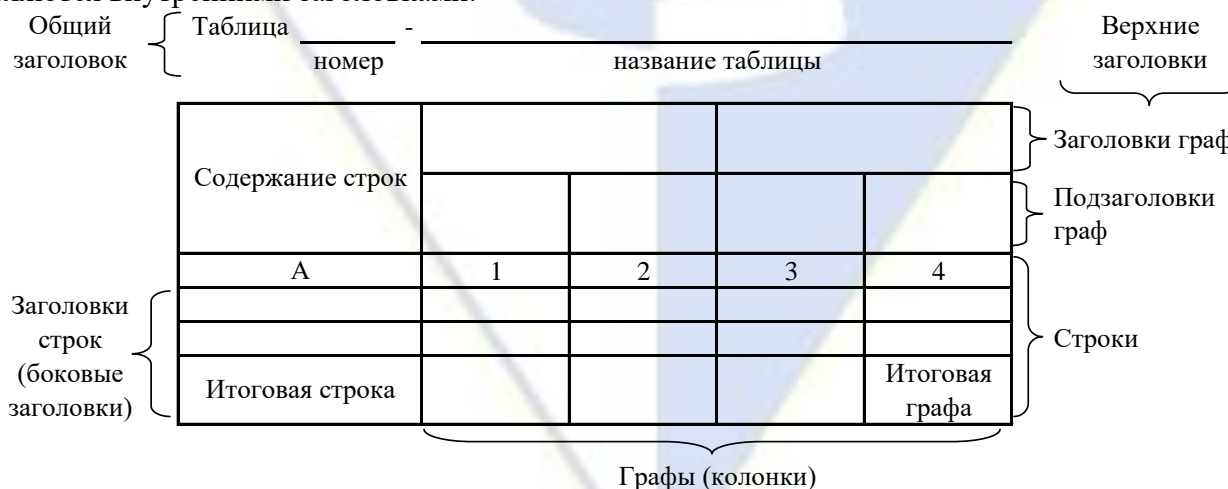 Общий
заголовок
Таблица - 
номер
название таблицы
Верхние
заголовки
Заголовки граф
Содержание строк
Подзаголовки
граф
А 1 2 3 4
Заголовки
строк
(боковые
заголовки)
Строки
Итоговая строка
Итоговая
графа
Графы (колонки)